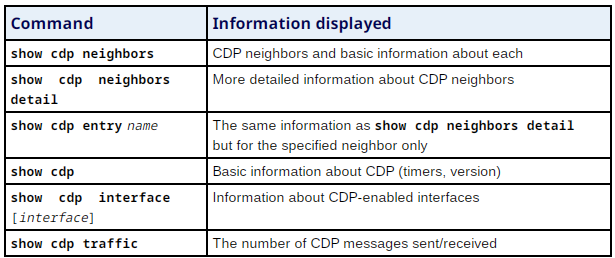 Command Information displayed
show cdp neighbors CDP neighbors and basic information about each
show cdp neighbors More detailed information about CDP neighbors
detail
show cdp entry name The same information as show cdp neighbors detail
but for the specified neighbor only
show cdp Basic information about CDP (timers, version)
show cdp interface Information about CDP-enabled interfaces
[interface]
show cdp traffic The number of CDP messages sent/received